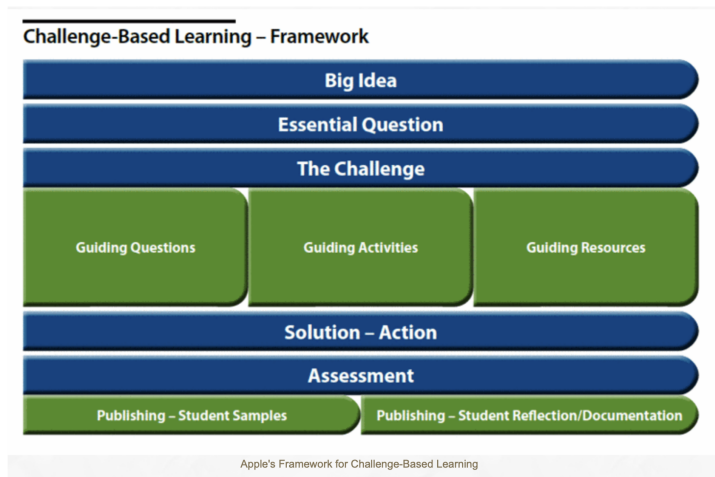 Challenge-Based Learning – Framework
Big Idea
Essential Question
The Challenge
Guiding Questions
Guiding Activities
Guiding Resources
Solution – Action
Assessment
Publishing – Student Samples
Publishing – Student Reflection/Documentation
Apple's Framework for Challenge-Based Learning